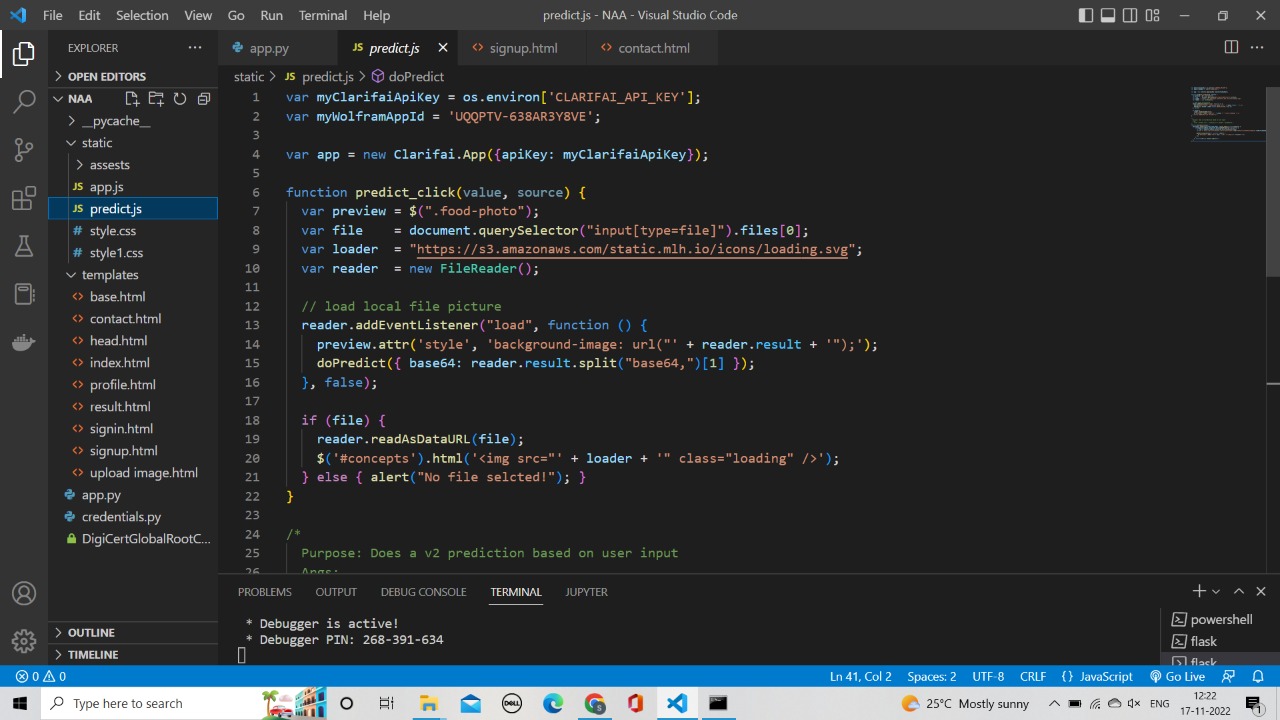 File Edit Selection View Go Run Terminal Help predict.js - NAA - Visual Studio Code
EXPLORER
OPEN EDITORS
NAA
__pycache__
static
assests
JS app.js
JS predict.js
# style.css
# style1.css
templates
<> base.html
<> contact.html
<> head.html
<> index.html
<> profile.html
<> result.html
<> signin.html
<> signup.html
<> upload image.html
app.py
credentials.py
DigiCertGlobalRootC...
OUTLINE
TIMELINE
app.py JS predict.js <> signup.html <> contact.html
static > JS predict.js > doPredict
1 var myClarifaiApiKey = os.environ['CLARIFAI_API_KEY'];
2 var myWolframAppId = 'UQQPTV-E38AR3Y8VE';
3
4 var app = new Clarifai.App({apiKey: myClarifaiApiKey});
5
6 function predict_click(value, source) {
7 var preview = $(".food-photo");
8 var file    = document.querySelector("input[type=file]").files[0];
9 var loader  = "https://s3.amazonaws.com/static.mlh.io/icons/loading.svg";
10 var reader  = new FileReader();
11
12 // load local file picture
13 reader.addEventListener("load", function () {
14 preview.attr('style', 'background-image: url("' + reader.result + '");');
15 doPredict({ base64: reader.result.split("base64,")[1] });
16 }, false);
17
18 if (file) {
19 reader.readAsDataURL(file);
20 $('#concepts').html('<img src="' + loader + '" class="loading" />');
21 } else { alert("No file selcted!"); }
22 }
23
24 /*
25 Purpose: Does a v2 prediction based on user input
26 Args:
PROBLEMS OUTPUT DEBUG CONSOLE TERMINAL JUPYTER
* Debugger is active!
* Debugger PIN: 268-391-634
powershell
flask
flask
0 0 Ln 41, Col 2 Spaces: 2 UTF-8 CRLF {} JavaScript Go Live
Type here to search
DELL
25°C Mostly sunny
ENG
12:22
17-11-2022
1